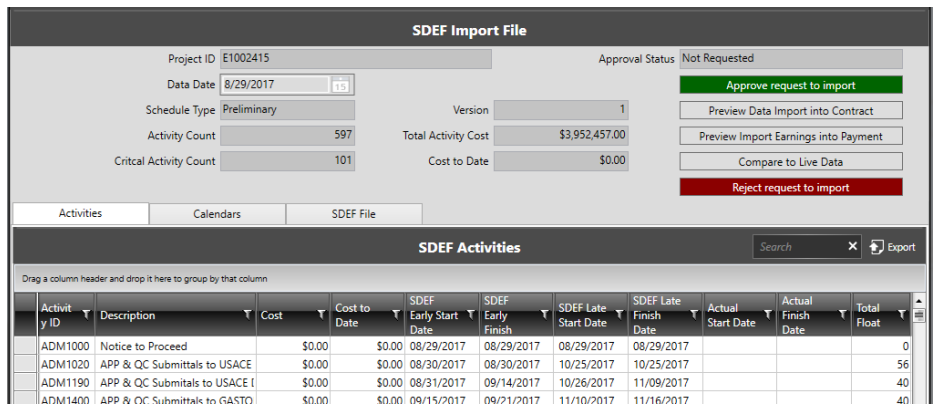 SDEF Import File
Project ID E1002415 Approval Status Not Requested
Data Date 8/29/2017 15 Approve request to import
Schedule Type Preliminary Version 1 Preview Data Import into Contract
Activity Count 597 Total Activity Cost $3,952,457.00 Preview Import Earnings into Payment
Critcal Activity Count 101 Cost to Date $0.00 Compare to Live Data
Reject request to import
Activities Calendars SDEF File
SDEF Activities Search Export
Drag a column header and drop it here to group by that column
Activit y ID Description Cost Cost to Date SDEF Early Start Date SDEF Early Finish SDEF Late Start Date SDEF Late Finish Date Actual Start Date Actual Finish Date Total Float
ADM1000 Notice to Proceed $0.00 $0.00 08/29/2017 08/29/2017 08/29/2017 08/29/2017 0
ADM1020 APP & QC Submittals to USACE $0.00 $0.00 08/30/2017 08/30/2017 10/25/2017 10/25/2017 56
ADM1190 APP & QC Submitals to USACE [ $0.00 $0.00 08/31/2017 09/14/2017 10/26/2017 11/09/2017 40
ADM1400 APP & QC Submittals to GASTO $0.00 $0.00 09/15/2017 09/21/2017 11/10/2017 11/16/2017 40